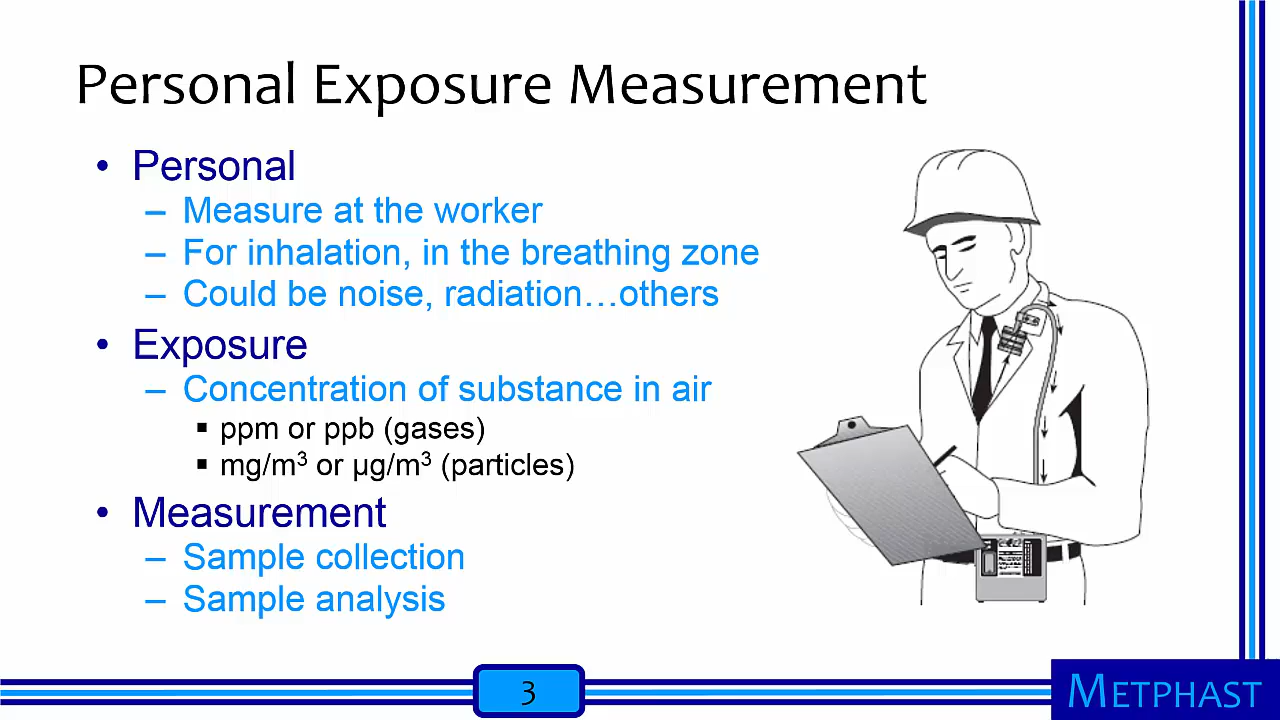 Personal Exposure Measurement
• Personal
– Measure at the worker
– For inhalation, in the breathing zone
– Could be noise, radiation…others
• Exposure
– Concentration of substance in air
▪ ppm or ppb (gases)
▪ mg/m³ or µg/m³ (particles)
• Measurement
– Sample collection
– Sample analysis
3
METPHAST